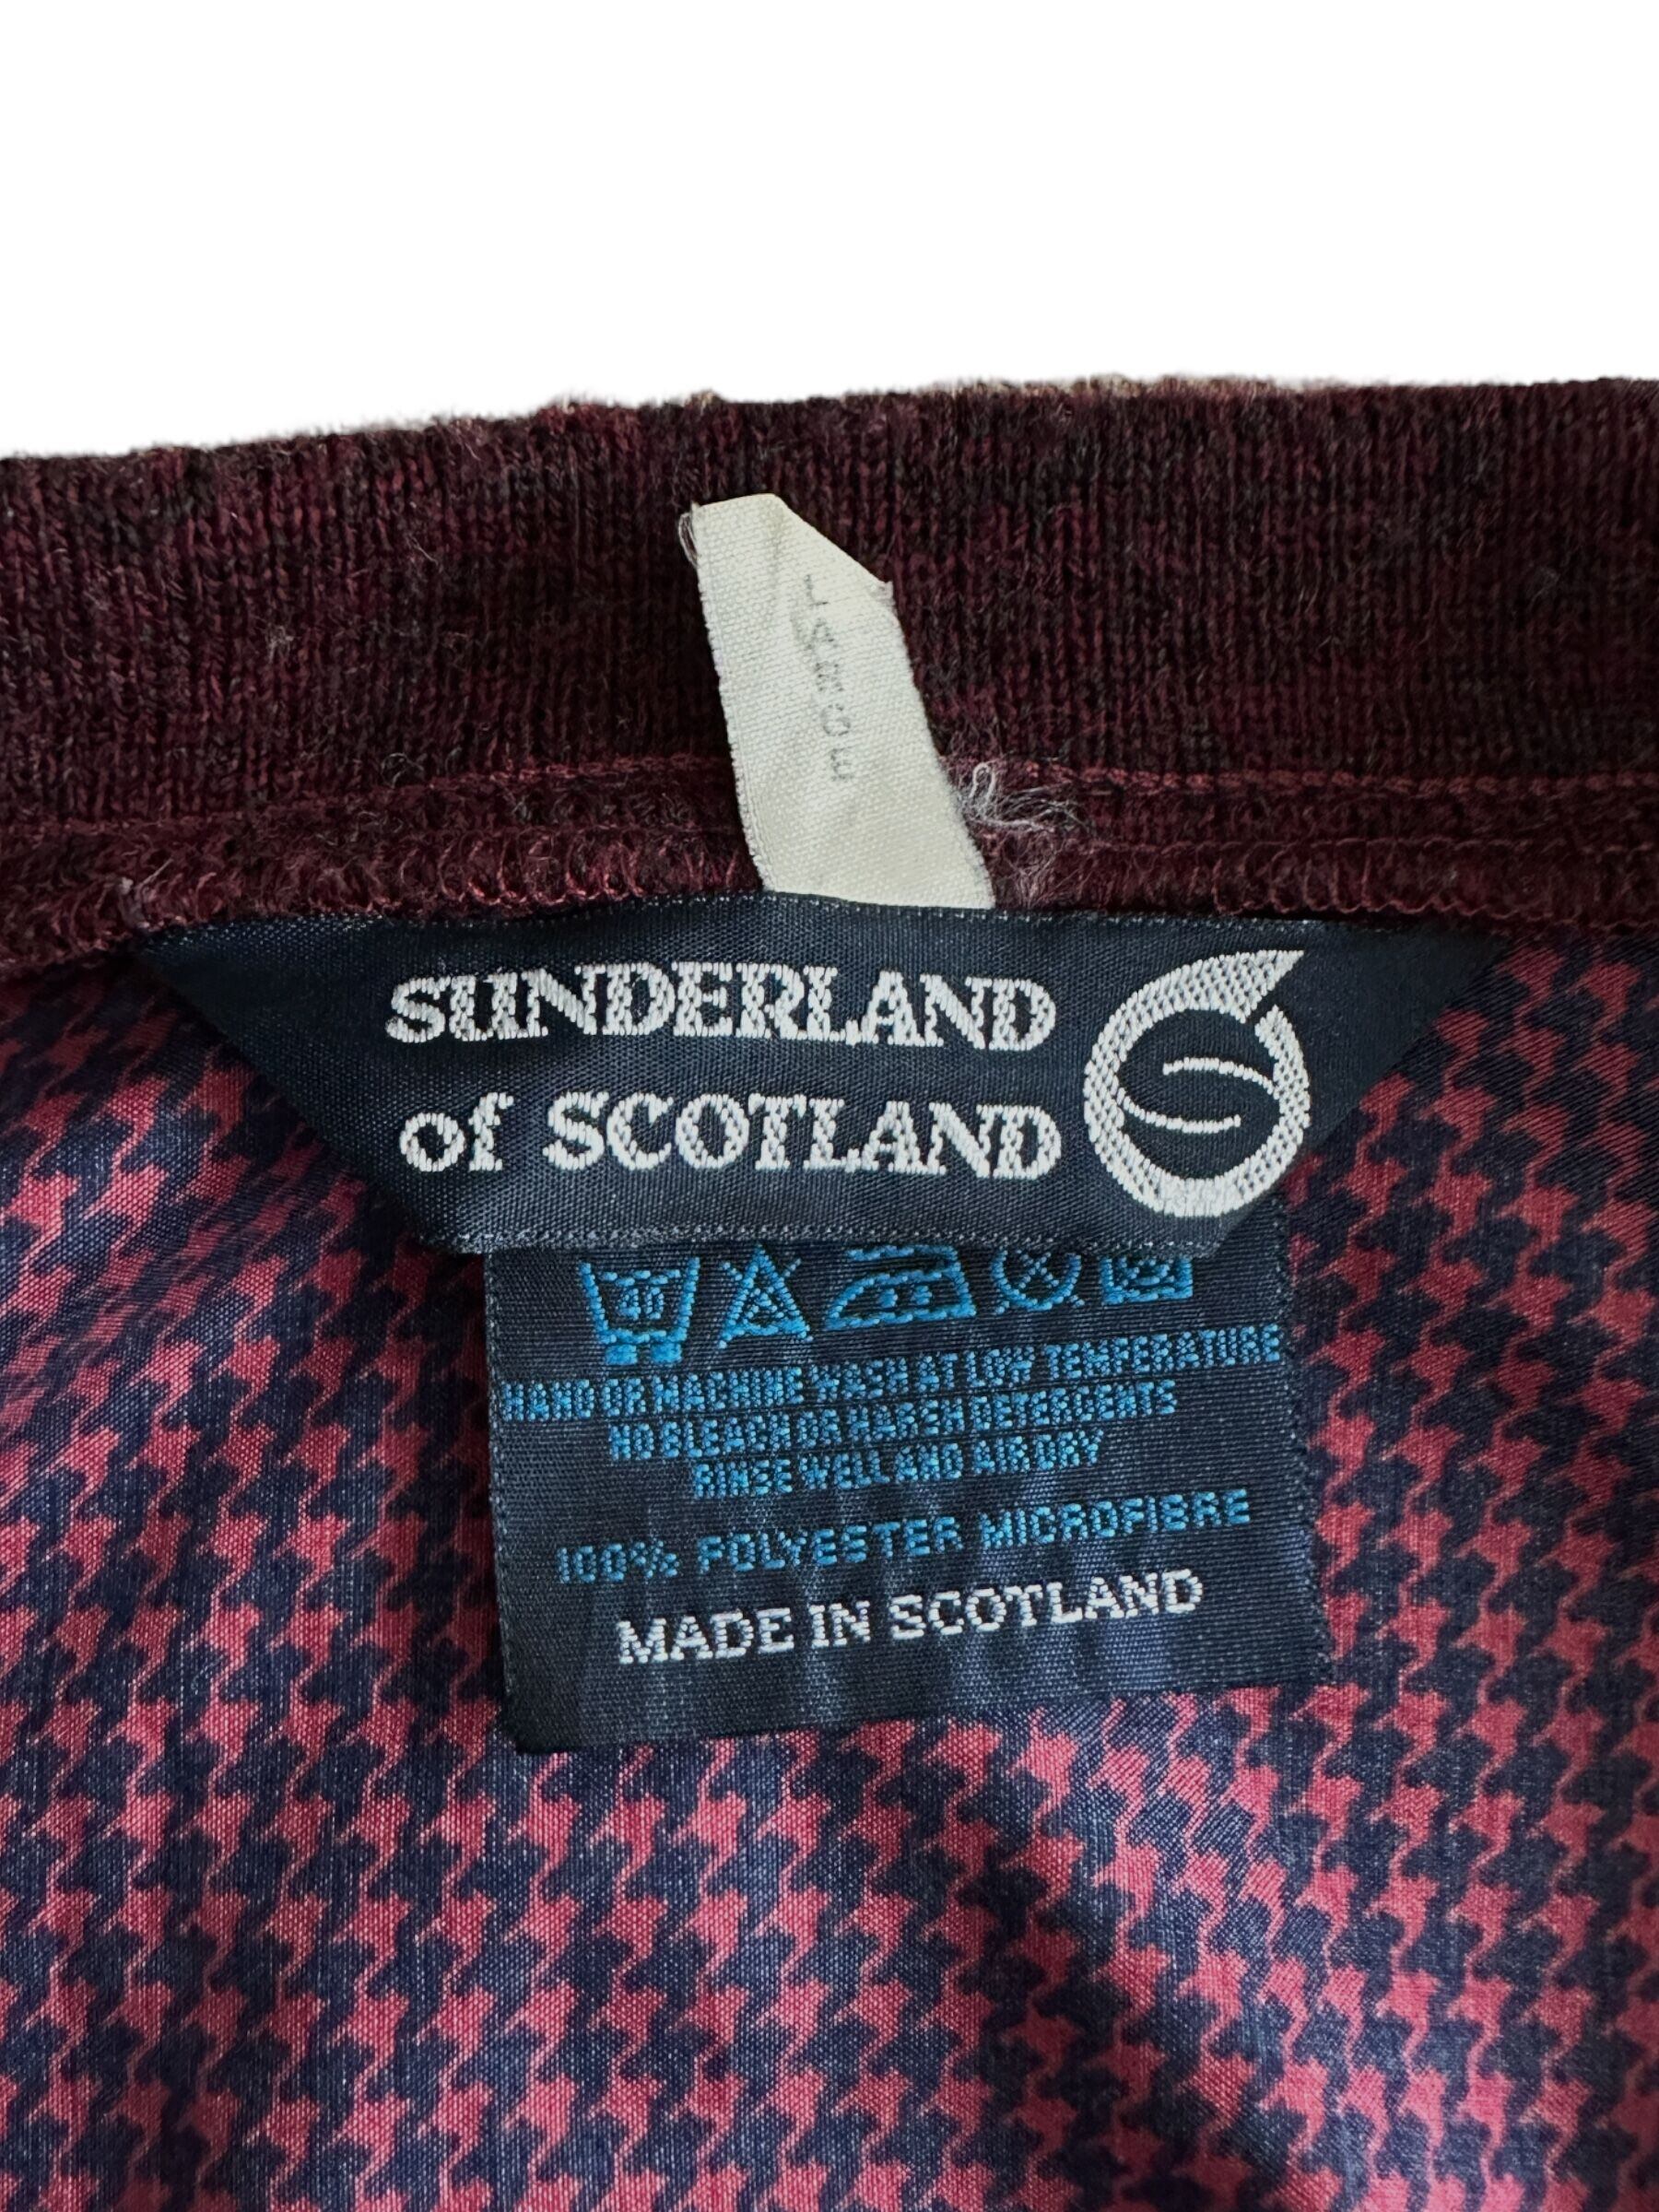 LARGE
SUNDERLAND
of SCOTLAND
40
HAND OR MACHINE WASH AT LOW TEMPERATURE
NO BLEACH OR HARSH DETERGENTS
RINSE WELL AND AIR DRY
100% POLYESTER MICROFIBRE
MADE IN SCOTLAND